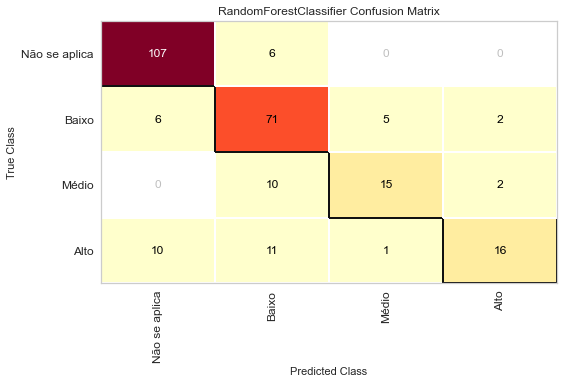 RandomForestClassifier Confusion Matrix
True Class
Não se aplica 107 6 0 0
Baixo 6 71 5 2
Médio 0 10 15 2
Alto 10 11 1 16
Não se aplica Baixo Médio Alto
Predicted Class